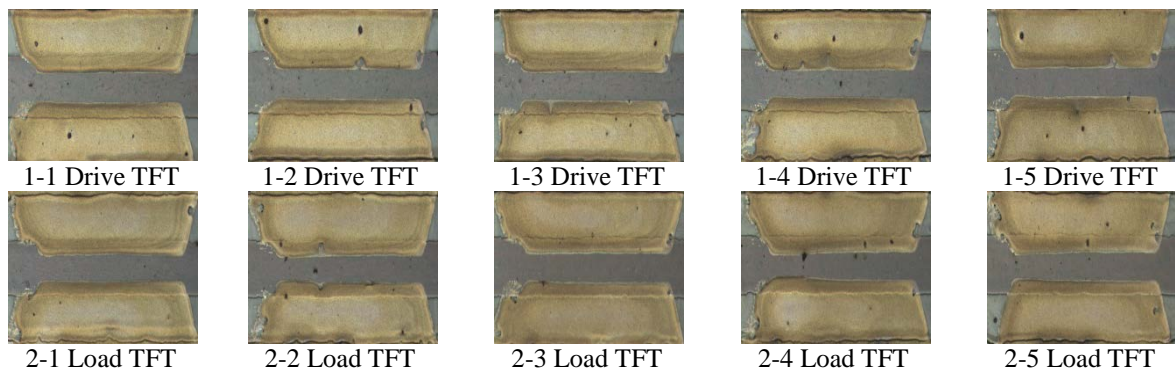 1-1 Drive TFT
1-2 Drive TFT
1-3 Drive TFT
1-4 Drive TFT
1-5 Drive TFT
2-1 Load TFT
2-2 Load TFT
2-3 Load TFT
2-4 Load TFT
2-5 Load TFT